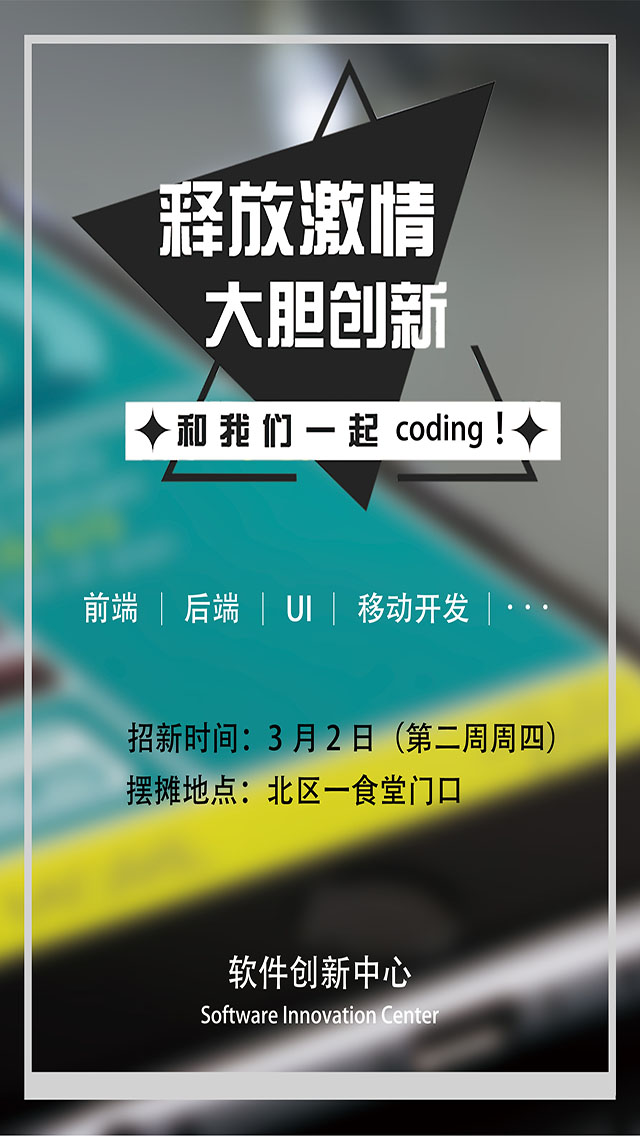 释放激情
大胆创新
和我们一起 coding！
前端 | 后端 | UI | 移动开发 | ···
招新时间：3月2日（第二周周四）
摆摊地点：北区一食堂门口
软件创新中心
Software Innovation Center